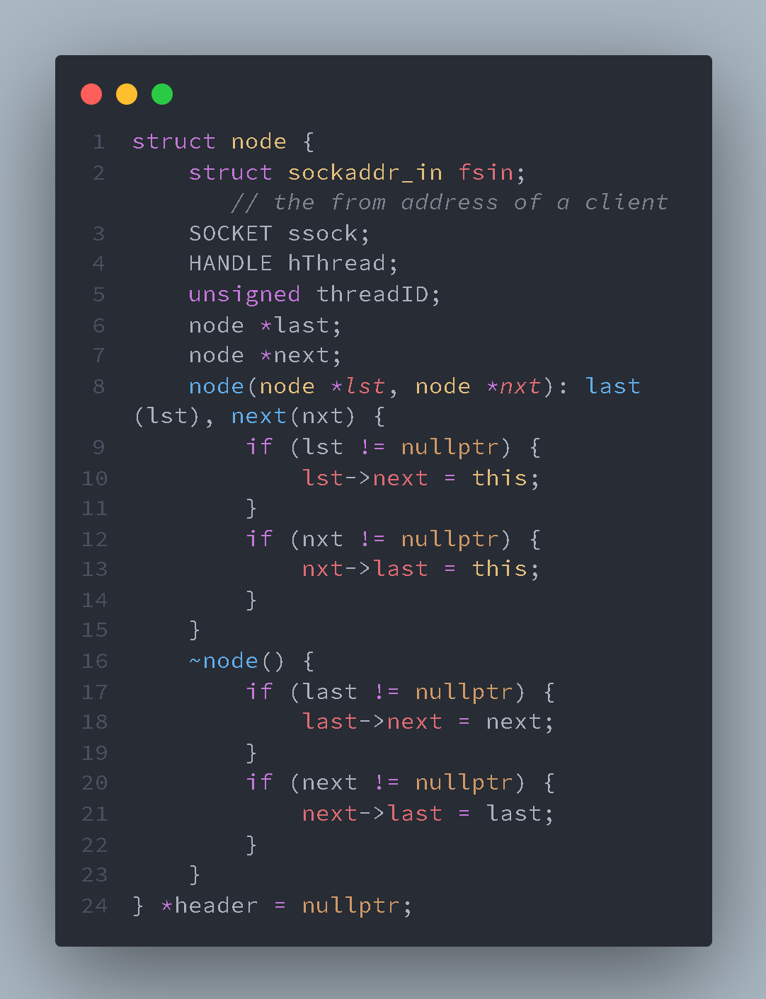 1 struct node {
2     struct sockaddr_in fsin;
       // the from address of a client
3     SOCKET ssock;
4     HANDLE hThread;
5     unsigned threadID;
6     node *last;
7     node *next;
8     node(node *lst, node *nxt): last
(lst), next(nxt) {
9         if (lst != nullptr) {
10             lst->next = this;
11         }
12         if (nxt != nullptr) {
13             nxt->last = this;
14         }
15     }
16     ~node() {
17         if (last != nullptr) {
18             last->next = next;
19         }
20         if (next != nullptr) {
21             next->last = last;
22         }
23     }
24 } *header = nullptr;